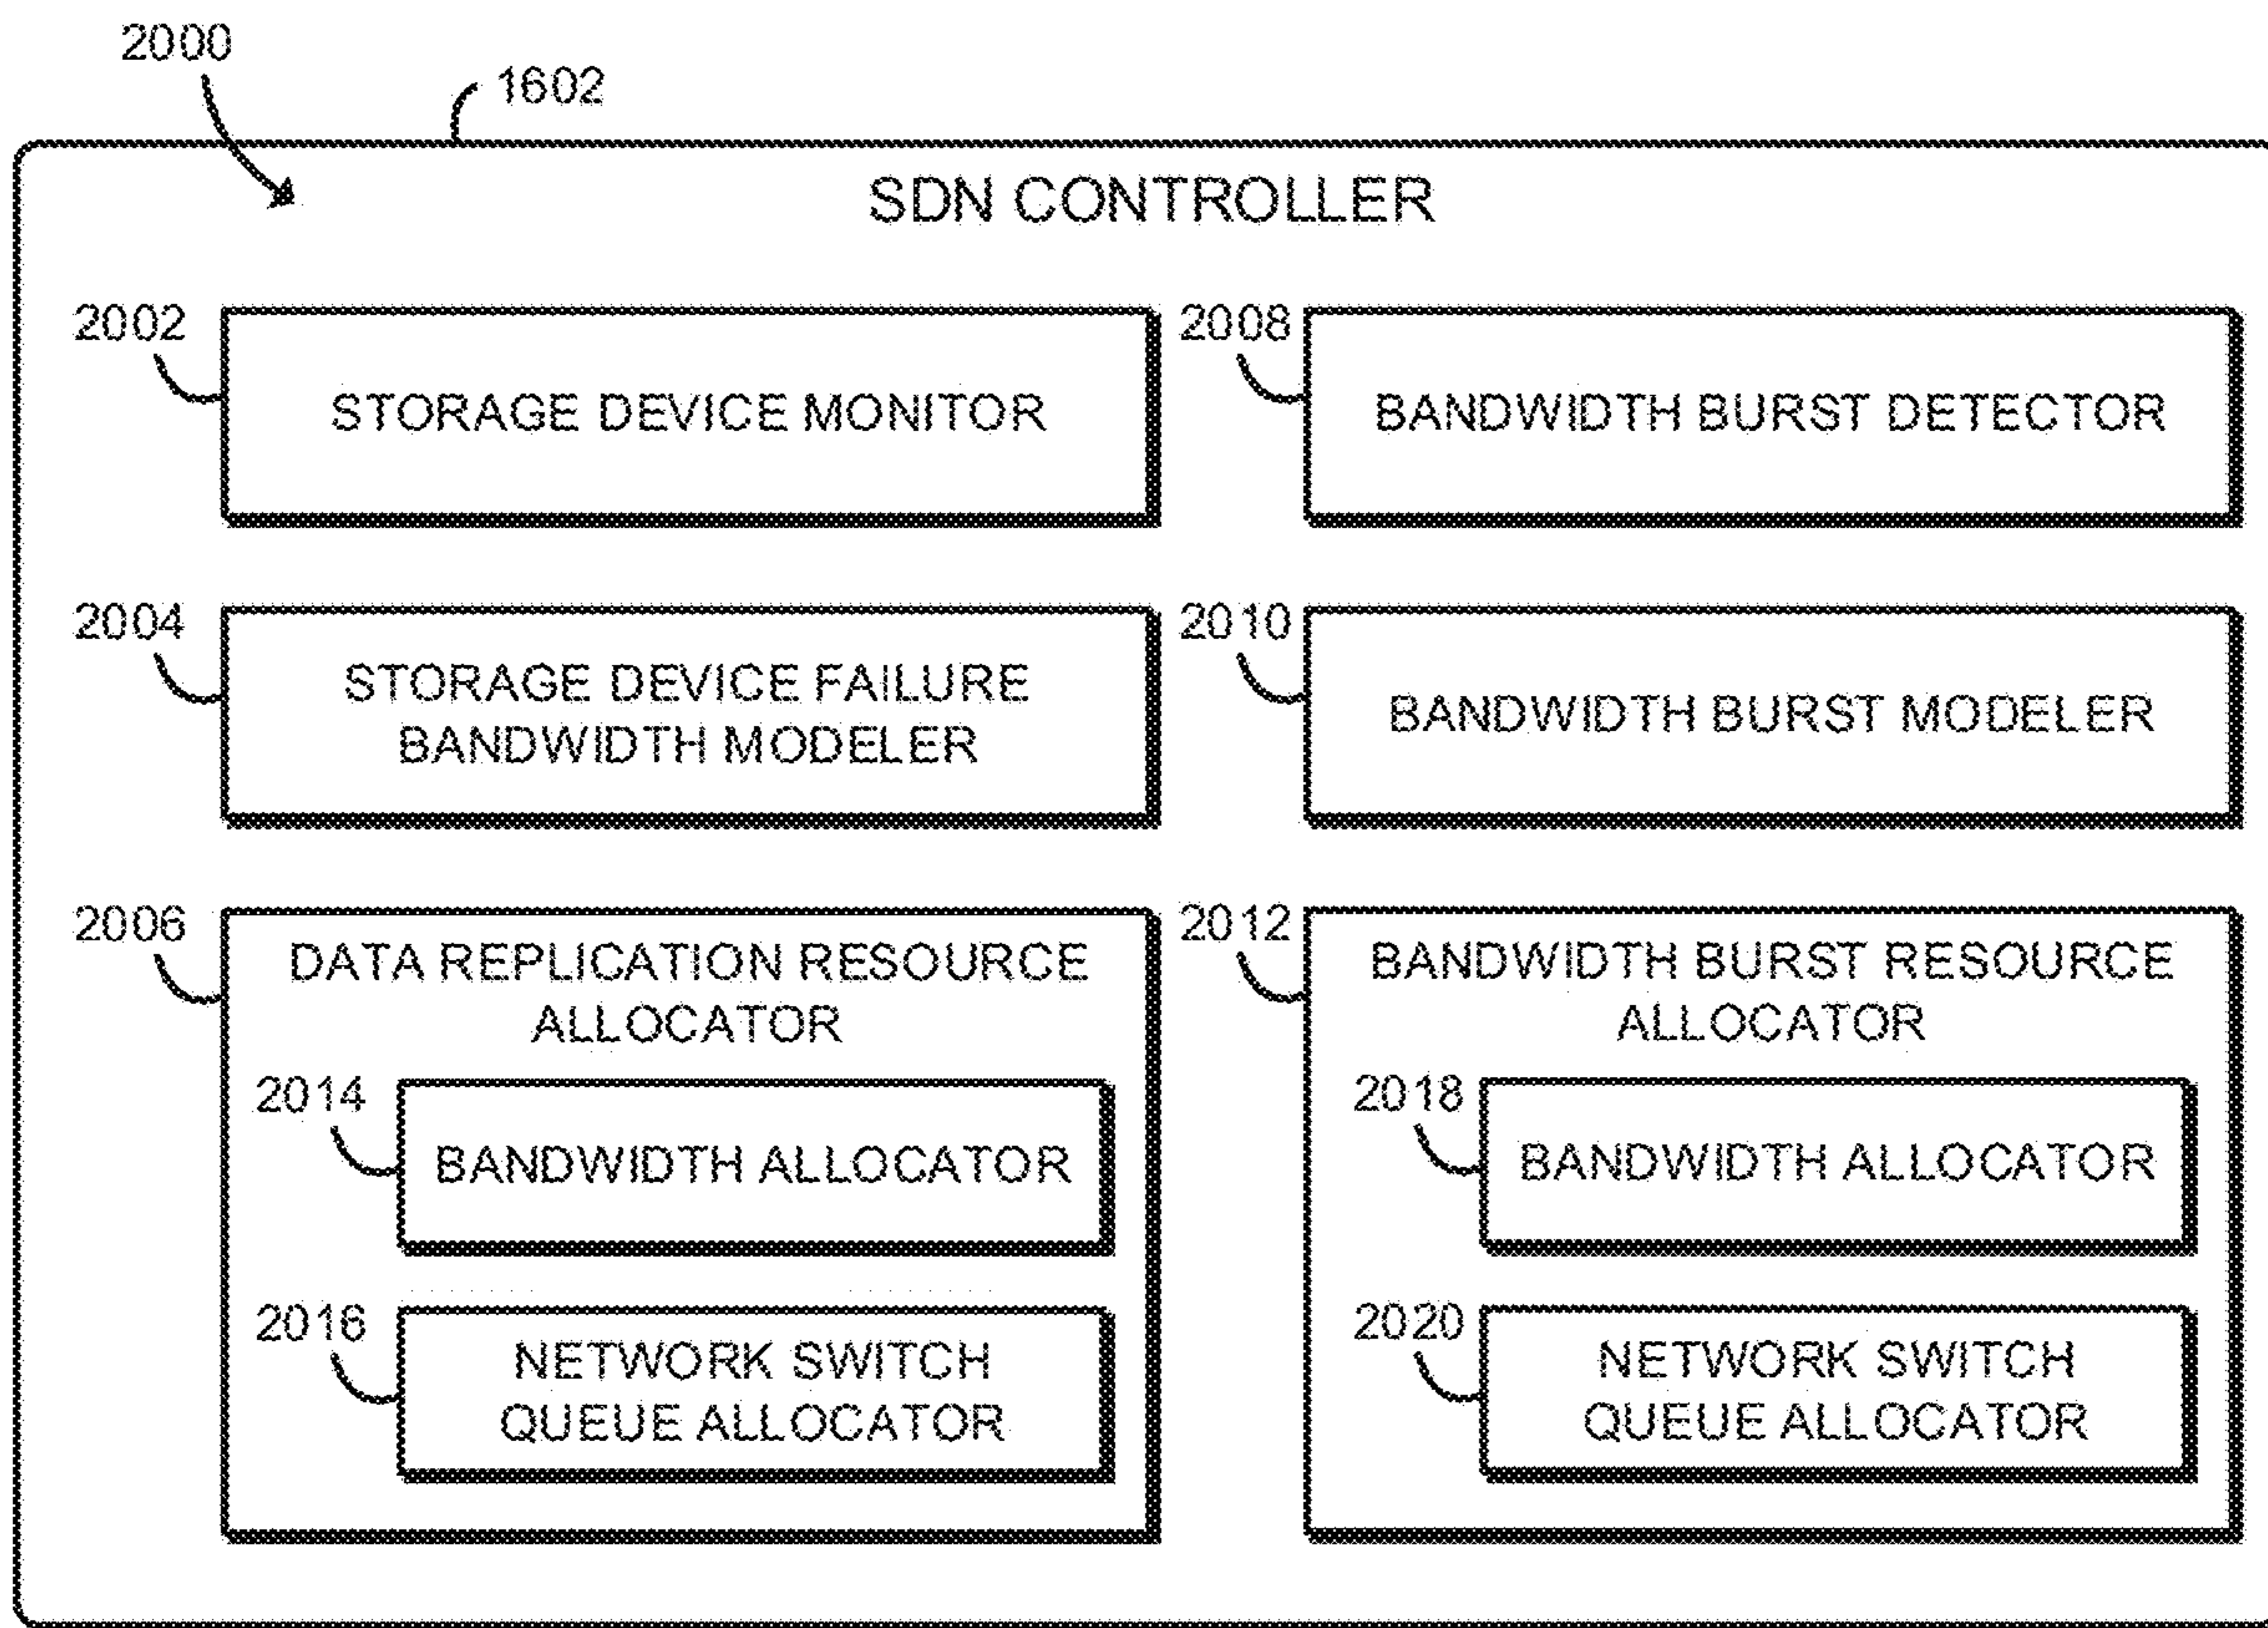 2000
1602
SDN CONTROLLER
2002
STORAGE DEVICE MONITOR
2008
BANDWIDTH BURST DETECTOR
2004
STORAGE DEVICE FAILURE
BANDWIDTH MODELER
2010
BANDWIDTH BURST MODELER
2006
DATA REPLICATION RESOURCE
ALLOCATOR
2014
BANDWIDTH ALLOCATOR
2016
NETWORK SWITCH
QUEUE ALLOCATOR
2012
BANDWIDTH BURST RESOURCE
ALLOCATOR
2018
BANDWIDTH ALLOCATOR
2020
NETWORK SWITCH
QUEUE ALLOCATOR